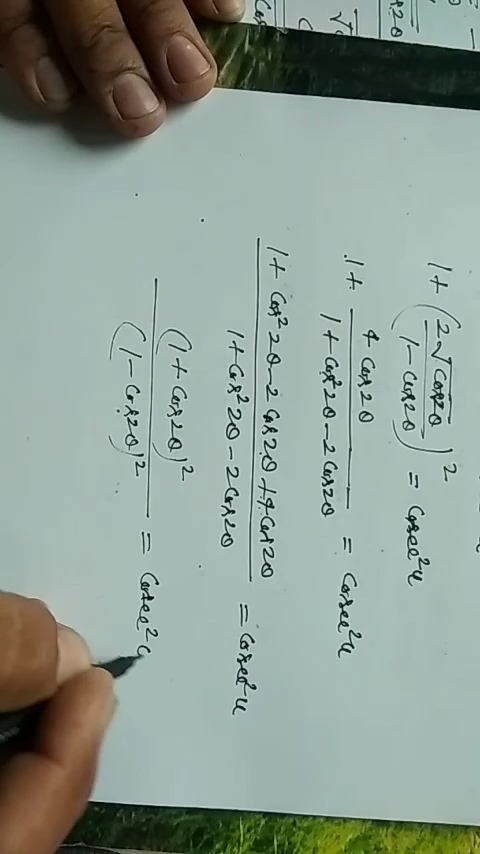 1 + (2√cos2θ / 1 - cos2θ)² = cosec²u
1 + 4 cos2θ / 1 + cos²2θ - 2 cos2θ = cosec²u
1 + cos²2θ - 2 cos2θ + 4 cos2θ / 1 + cos²2θ - 2 cos2θ = cosec²u
(1 + cos2θ)² / (1 - cos2θ)² = cosec²u